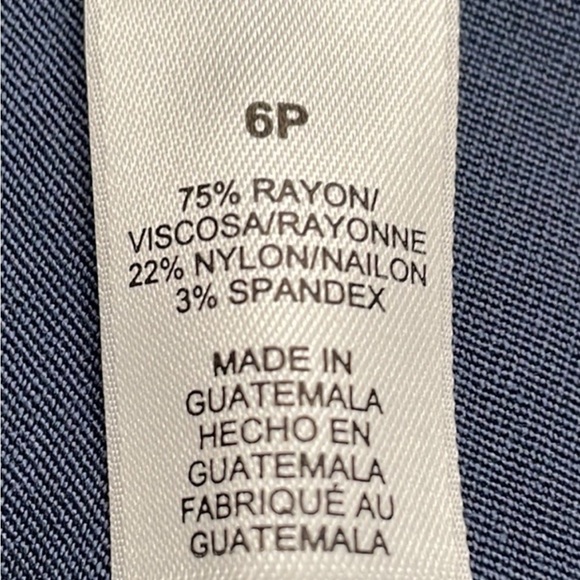 6P
75% RAYON/
VISCOSA/RAYONNE
22% NYLON/NAILON
3% SPANDEX
MADE IN
GUATEMALA
HECHO EN
GUATEMALA
FABRIQUÉ AU
GUATEMALA